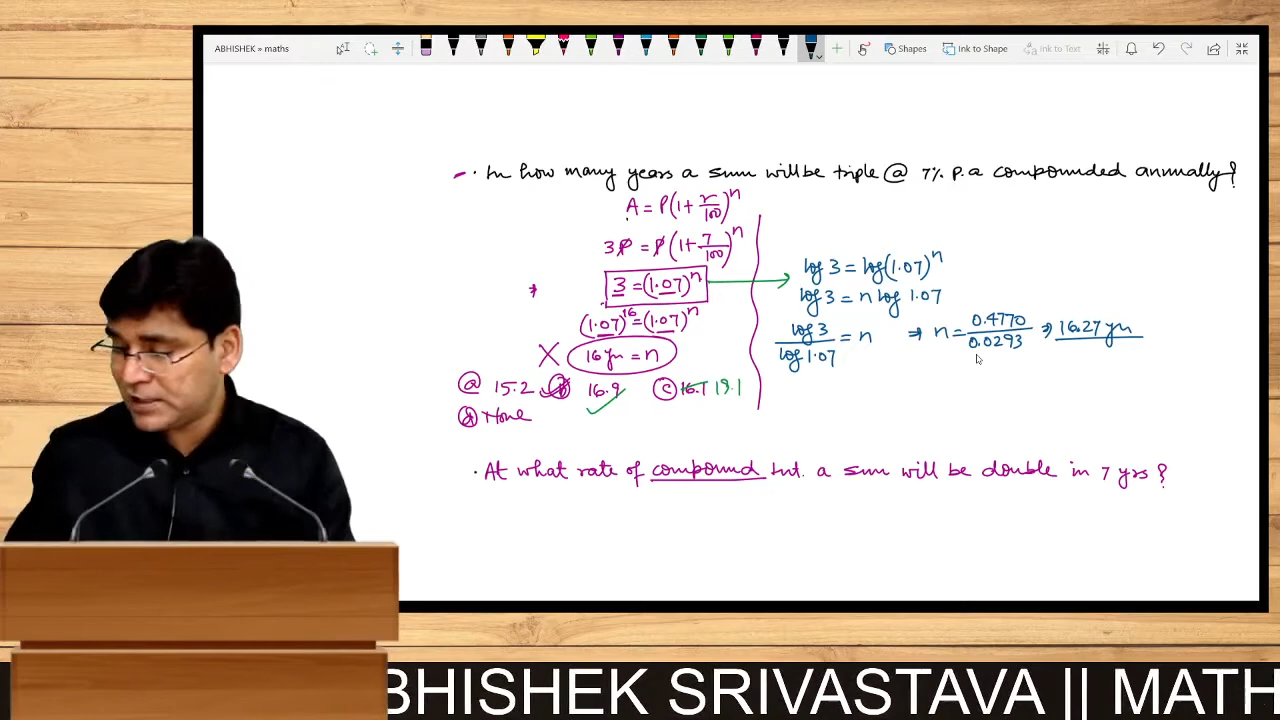 ABHISHEK » maths
Shapes
Ink to Shape
Ink to Text
· In how many years a sum will be triple @ 7% p.a compounded annually?
A = P(1+r/100)^n
3P = P(1+7/100)^n
3 = (1.07)^n
(1.07)^16 = (1.07)^n
16 yrs = n
ⓐ 15.2
16.9
ⓒ 16.1 19.1
ⓓ None
log 3 = log(1.07)^n
log 3 = n log 1.07
log 3 / log 1.07 = n ⇒ n = 0.4770 / 0.0293 ⇒ 16.27 yrs
· At what rate of compound Int. a sum will be double in 7 yrs ?
BHISHEK SRIVASTAVA || MATH